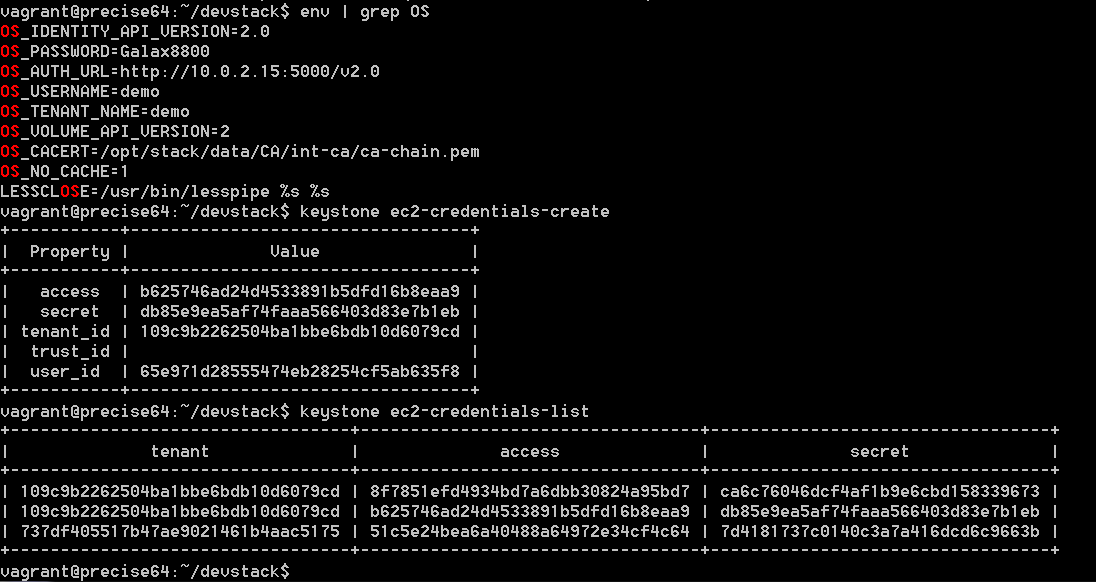 vagrant@precise64:~/devstack$ env | grep OS
OS_IDENTITY_API_VERSION=2.0
OS_PASSWORD=Galax8800
OS_AUTH_URL=http://10.0.2.15:5000/v2.0
OS_USERNAME=demo
OS_TENANT_NAME=demo
OS_VOLUME_API_VERSION=2
OS_CACERT=/opt/stack/data/CA/int-ca/ca-chain.pem
OS_NO_CACHE=1
LESSCLOSE=/usr/bin/lesspipe %s %s
vagrant@precise64:~/devstack$ keystone ec2-credentials-create
+-----------+----------------------------------+
|  Property |              Value               |
+-----------+----------------------------------+
|   access  | b625746ad24d4533891b5dfd16b8eaa9 |
|   secret  | db85e9ea5af74faaa566403d83e7b1eb |
| tenant_id | 109c9b2262504ba1bbe6bdb10d6079cd |
|  trust_id |                                  |
|  user_id  | 65e971d28555474eb28254cf5ab635f8 |
+-----------+----------------------------------+
vagrant@precise64:~/devstack$ keystone ec2-credentials-list
+----------------------------------+----------------------------------+----------------------------------+
|              tenant              |              access              |              secret              |
+----------------------------------+----------------------------------+----------------------------------+
| 109c9b2262504ba1bbe6bdb10d6079cd | 8f7851efd4934bd7a6dbb30824a95bd7 | ca6c76046dcf4af1b9e6cbd158339673 |
| 109c9b2262504ba1bbe6bdb10d6079cd | b625746ad24d4533891b5dfd16b8eaa9 | db85e9ea5af74faaa566403d83e7b1eb |
| 737df405517b47ae9021461b4aac5175 | 51c5e24bea6a40488a64972e34cf4c64 | 7d4181737c0140c3a7a416dcd6c9663b |
+----------------------------------+----------------------------------+----------------------------------+
vagrant@precise64:~/devstack$